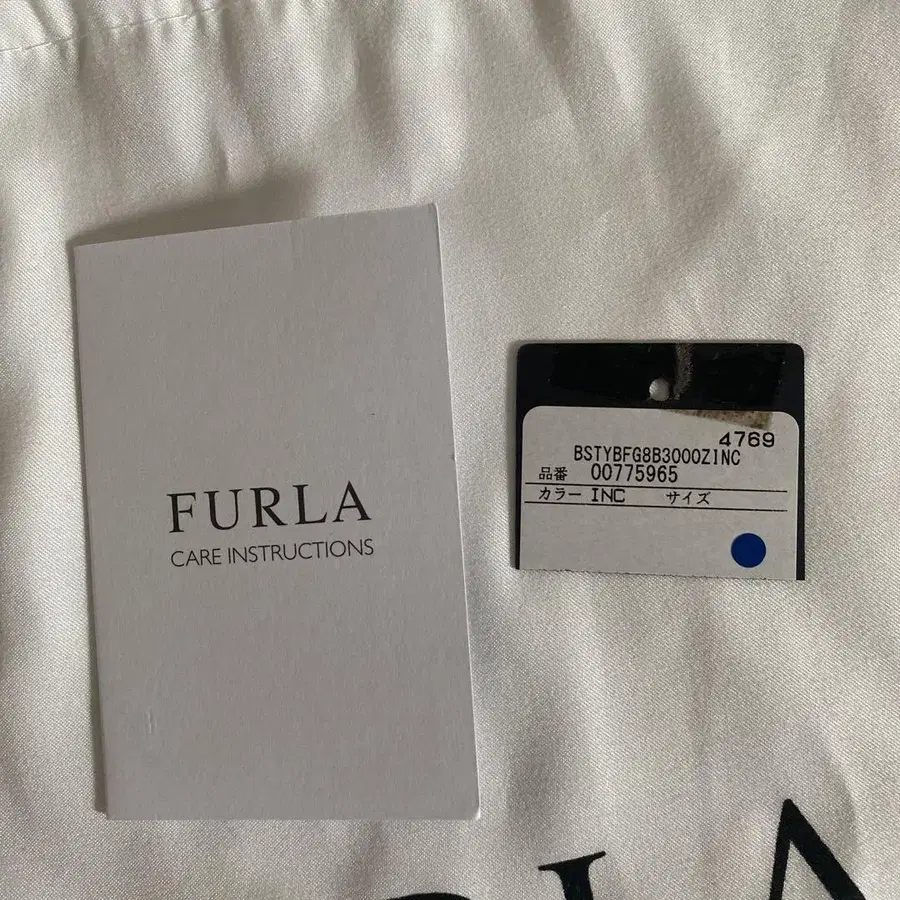 FURLA
CARE INSTRUCTIONS
4769
BSTYBFG8B3000ZINC
品番 00775965
カラー INC サイズ